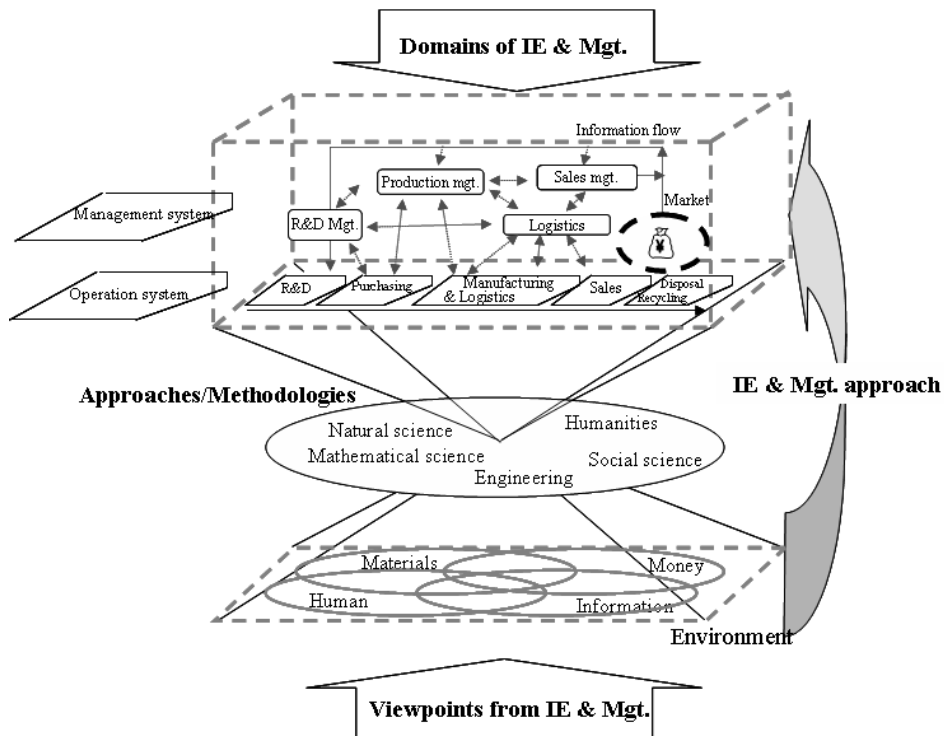 Domains of IE & Mgt.
Information flow
Production mgt.
Sales mgt.
Management system
Market
R&D Mgt.
Logistics
¥
Operation system
R&D
Purchasing
Manufacturing
& Logistics
Sales
Disposal
Recycling
Approaches/Methodologies
IE & Mgt. approach
Natural science
Humanities
Mathematical science
Social science
Engineering
Materials
Money
Human
Information
Environment
Viewpoints from IE & Mgt.